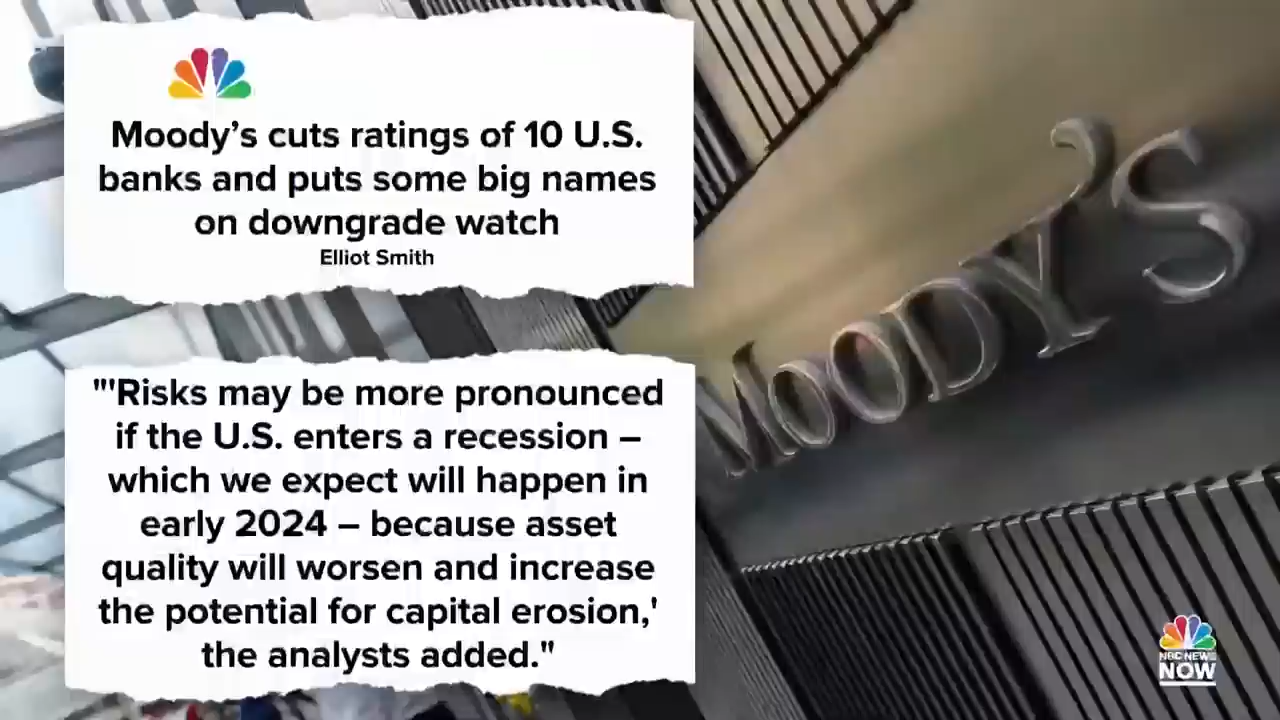 Moody’s cuts ratings of 10 U.S.
banks and puts some big names
on downgrade watch
Elliot Smith
"'Risks may be more pronounced
if the U.S. enters a recession –
which we expect will happen in
early 2024 – because asset
quality will worsen and increase
the potential for capital erosion,'
the analysts added."
MOODY'S
NBC NEWS
NOW